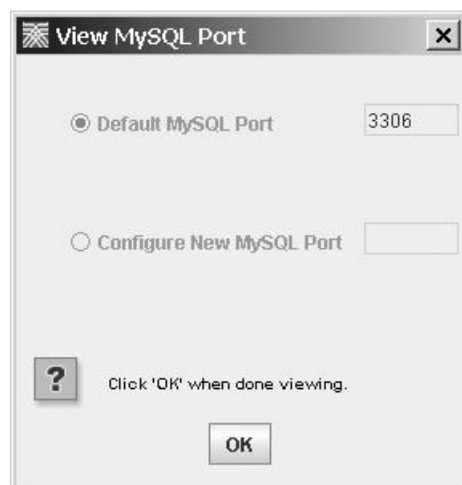 View MySQL Port
Default MySQL Port 3306
Configure New MySQL Port
? Click 'OK' when done viewing.
OK